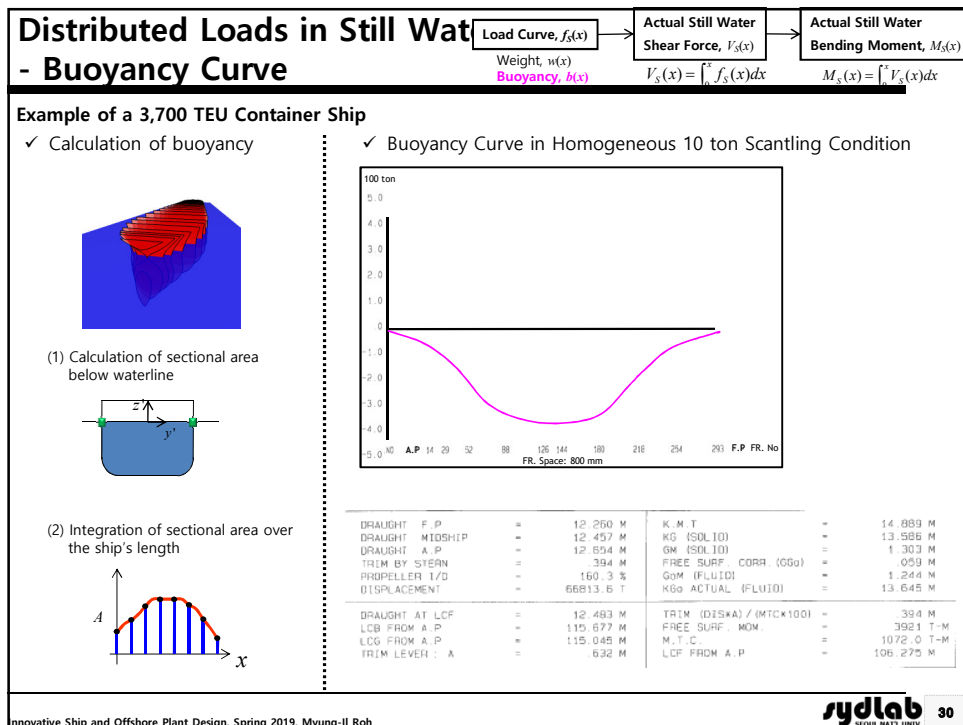 Distributed Loads in Still Wat
- Buoyancy Curve
Load Curve, fS(x)
Weight, w(x)
Buoyancy, b(x)
Actual Still Water
Shear Force, VS(x)
VS(x) = ∫0x fS(x)dx
Actual Still Water
Bending Moment, MS(x)
MS(x) = ∫0x VS(x)dx
Example of a 3,700 TEU Container Ship
✓ Calculation of buoyancy
(1) Calculation of sectional area
below waterline
z'
y'
(2) Integration of sectional area over
the ship's length
A
x
✓ Buoyancy Curve in Homogeneous 10 ton Scantling Condition
100 ton
5.0
4.0
3.0
2.0
1.0
.0
-1.0
-2.0
-3.0
-4.0
-5.0
NO A.P 14 29 52 88 126 144 180 218 254 293 F.P FR. No
FR. Space: 800 mm
DRAUGHT F.P = 12.260 M K.M.T = 14.889 M
DRAUGHT MIDSHIP = 12.457 M KG (SOLID) = 13.586 M
DRAUGHT A.P = 12.654 M GM (SOLID) = 1.303 M
TRIM BY STERN = .394 M FREE SURF. CORR. (GGo) = .059 M
PROPELLER I/D = 160.3 % GoM (FLUID) = 1.244 M
DISPLACEMENT = 66813.6 T KGo ACTUAL (FLUID) = 13.645 M
DRAUGHT AT LCF = 12.483 M TRIM (DIS*A)/(MTC*100) = .394 M
LCB FROM A.P = 115.677 M FREE SURF. MOM. = 3921 T-M
LCG FROM A.P = 115.045 M M.T.C. = 1072.0 T-M
TRIM LEVER : A = .632 M LCF FROM A.P = 106.275 M
Innovative Ship and Offshore Plant Design, Spring 2019, Myung-Il Roh
sydlab
SEOUL NAT'L UNIV.
30